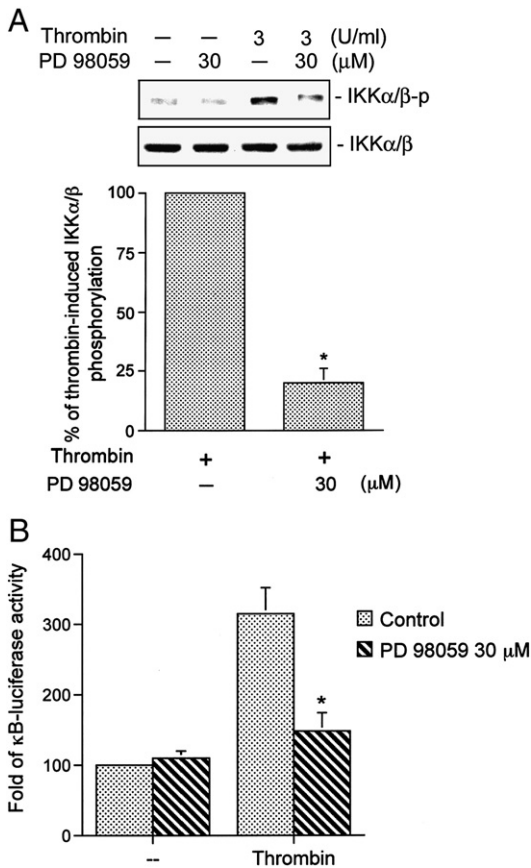 A
Thrombin — — 3 3 (U/ml)
PD 98059 — 30 — 30 (μM)
- IKKα/β-p
- IKKα/β
% of thrombin-induced IKKα/β
phosphorylation
100
75
50
25
0
*
Thrombin + +
PD 98059 — 30 (μM)
B
Fold of κB-luciferase activity
400
300
200
100
0
*
Control
PD 98059 30 μM
-- Thrombin